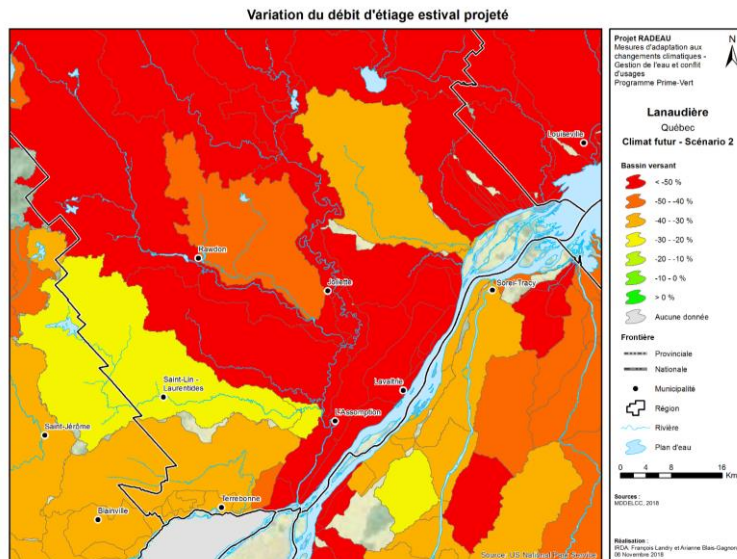 Variation du débit d'étiage estival projeté
Louiseville
Rawdon
Joliette
Sorel-Tracy
Saint-Lin -
Laurentides
Lavaltrie
L'Assomption
Saint-Jérôme
Terrebonne
Blainville
Source: US National Park Service
Projet RADEAU
Mesures d'adaptation aux
changements climatiques -
Gestion de l'eau et conflit
d'usages
Programme Prime-Vert
N
Lanaudière
Québec
Climat futur - Scénario 2
Bassin versant
< -50 %
-50 - -40 %
-40 - -30 %
-30 - -20 %
-20 - -10 %
-10 - 0 %
> 0 %
Aucune donnée
Frontière
Provinciale
Nationale
Municipalité
Région
Rivière
Plan d'eau
0 4 8 12 16
Km
Sources :
MDDELCC, 2018
Réalisation :
IRDA, François Landry et Arianne Blais-Gagnon
06 Novembre 2018